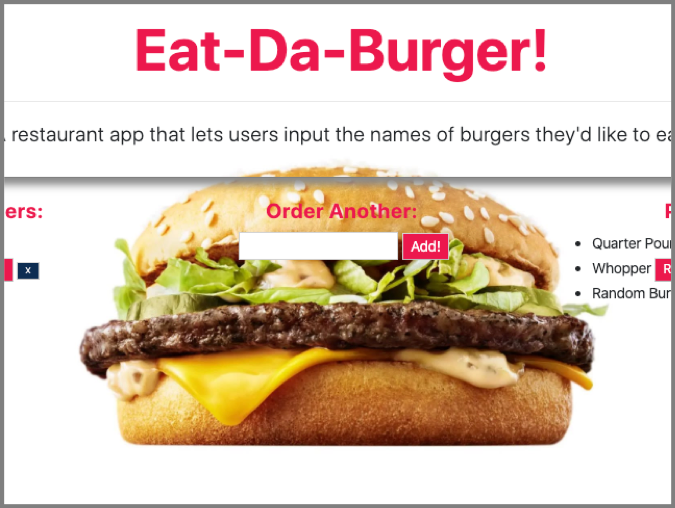 Eat-Da-Burger!
restaurant app that lets users input the names of burgers they'd like to ea
ers:
Order Another:
Add!
x
Quarter Pou
Whopper R
Random Bur